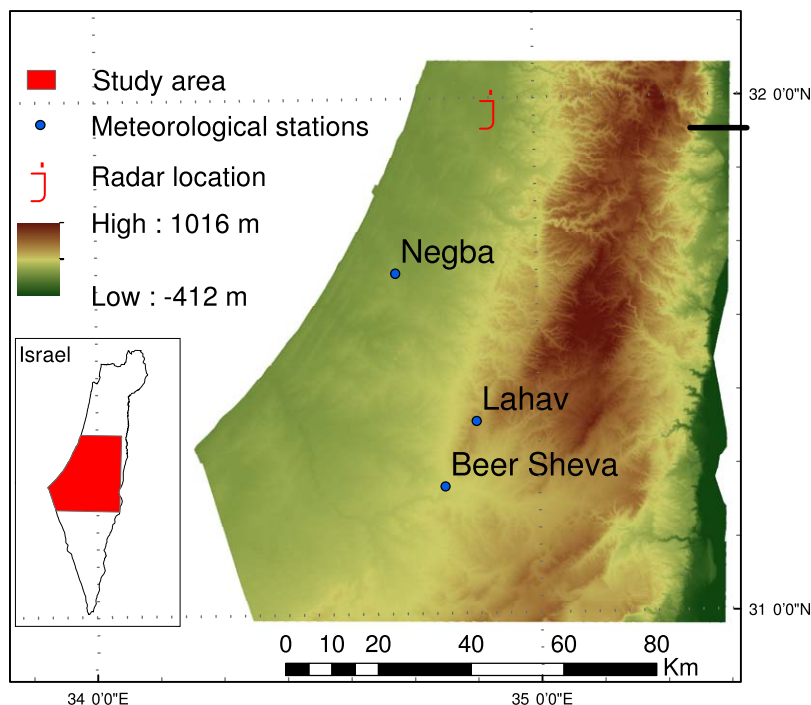 Study area
Meteorological stations
Radar location
High : 1016 m
Low : -412 m
Israel
Negba
Lahav
Beer Sheva
32 0'0"N
31 0'0"N
0 10 20 40 60 80
Km
34 0'0"E
35 0'0"E